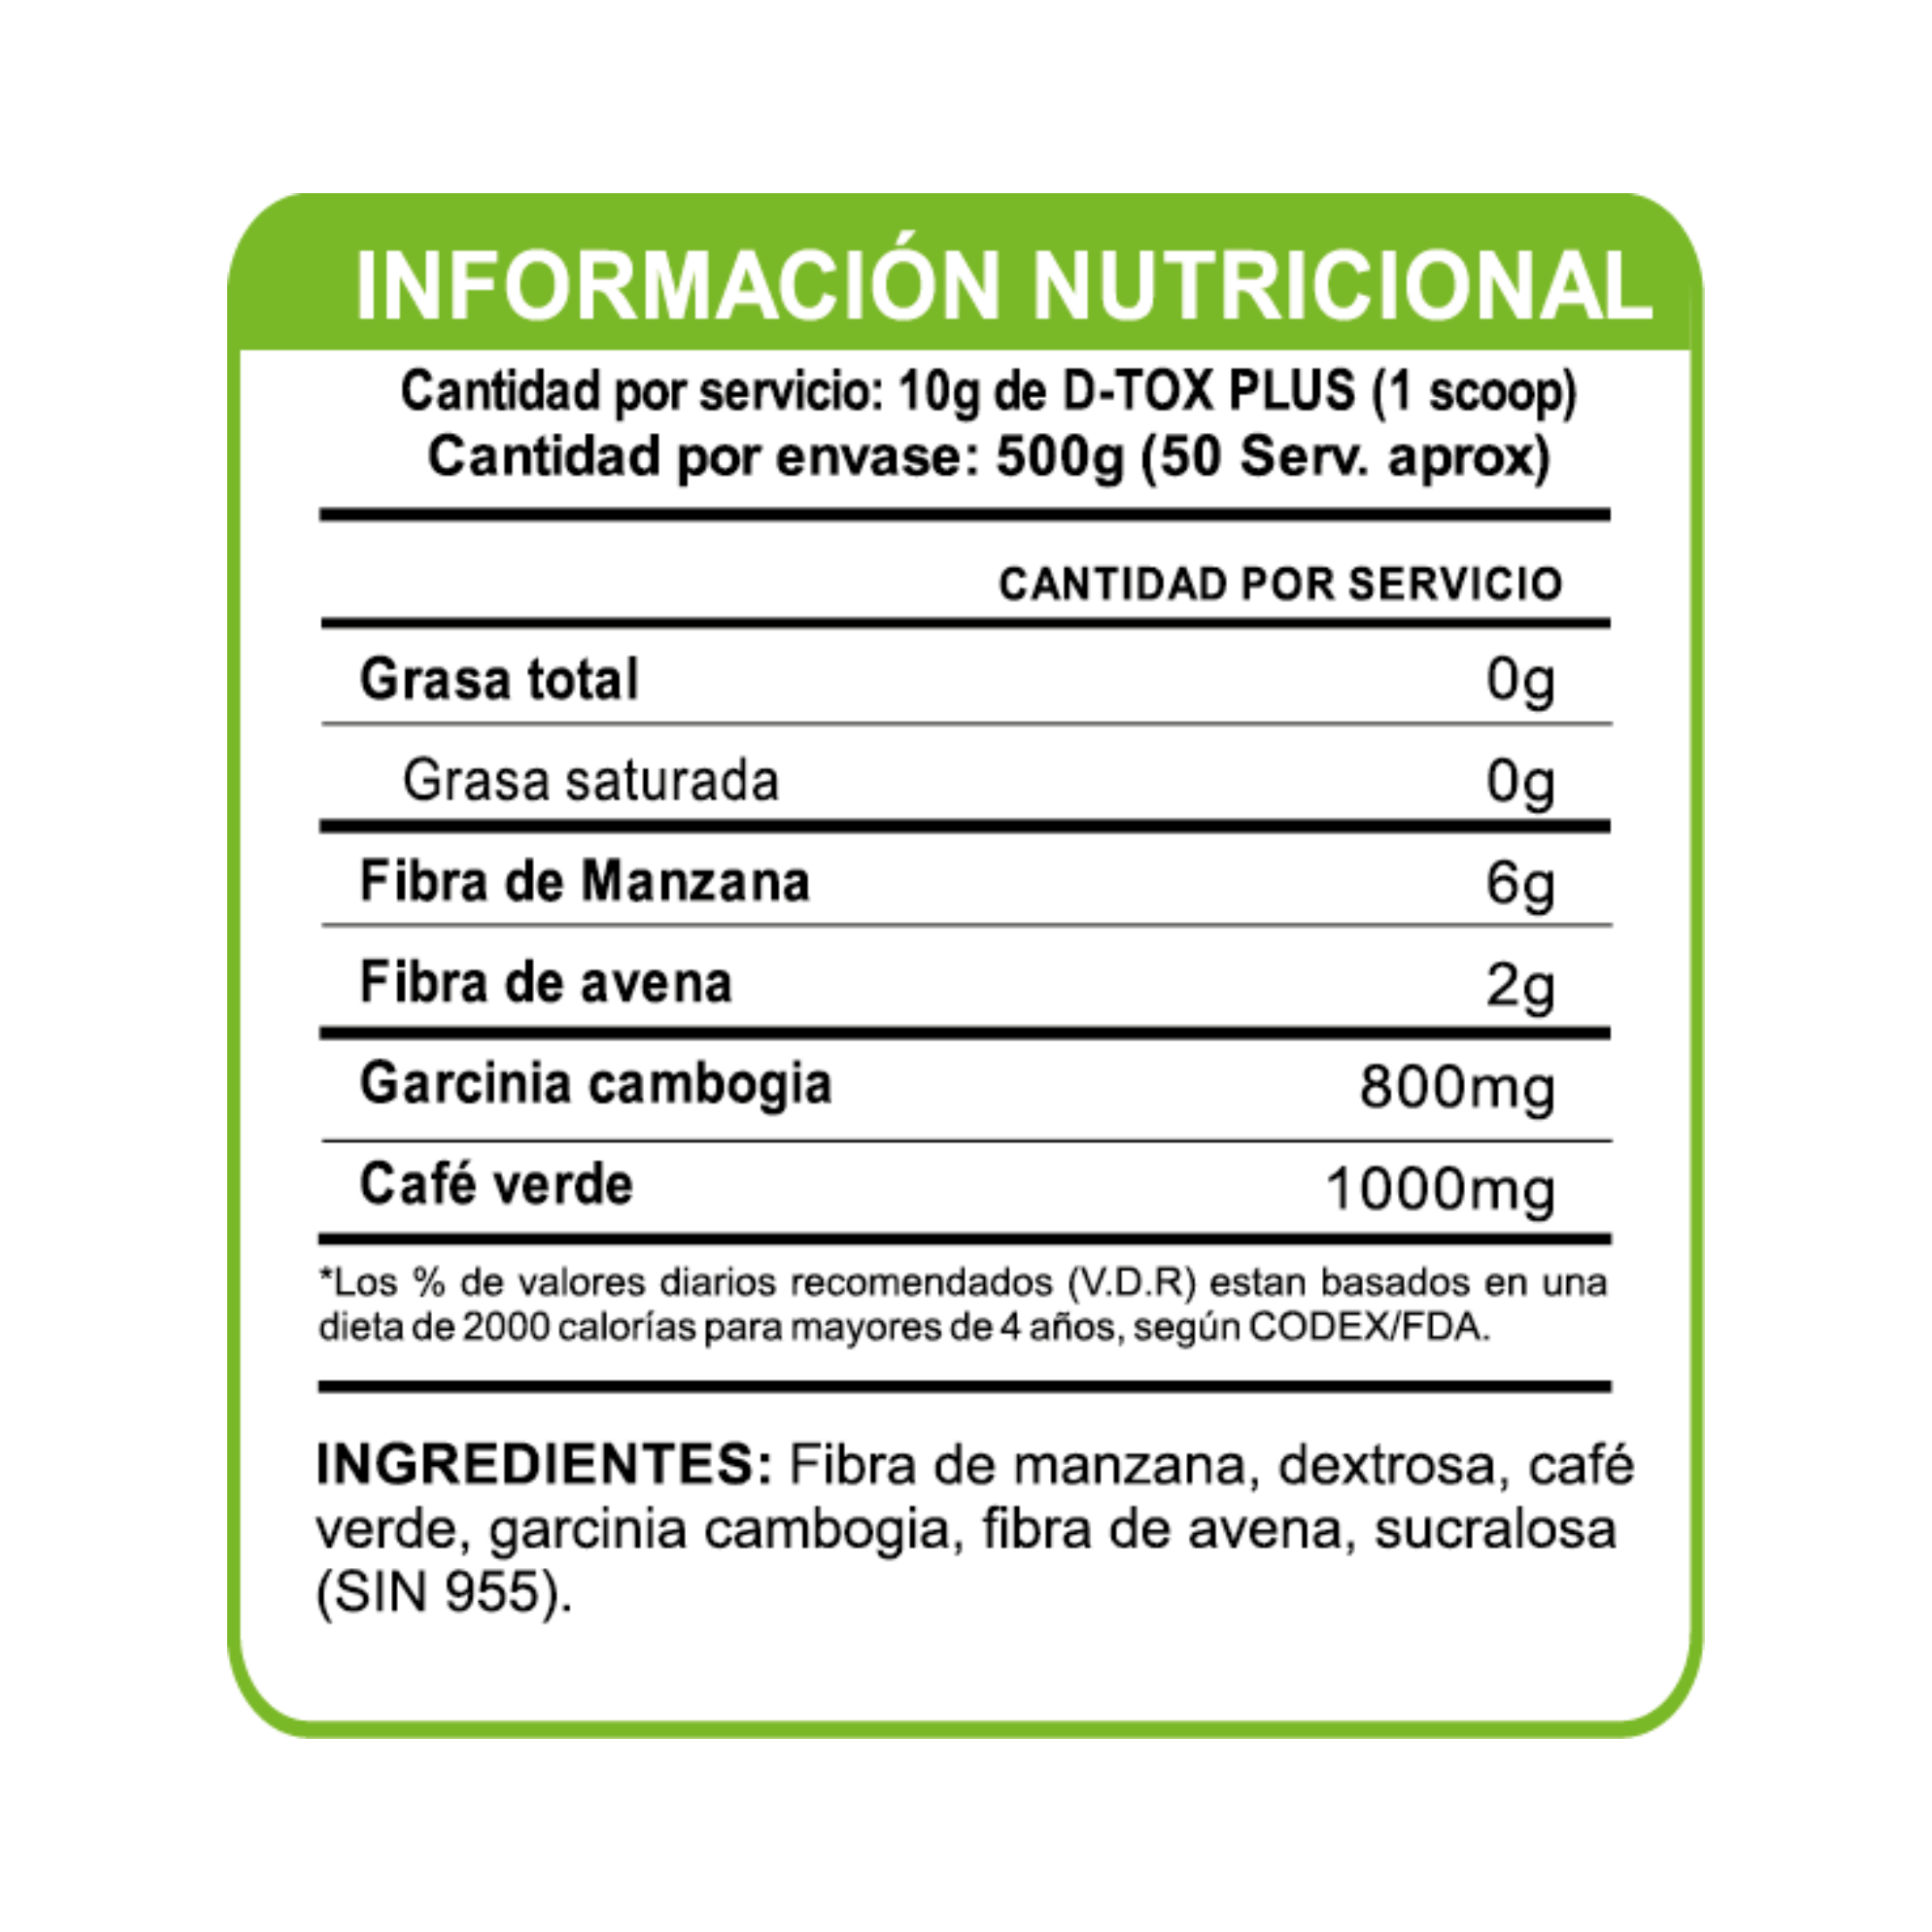 INFORMACIÓN NUTRICIONAL
Cantidad por servicio: 10g de D-TOX PLUS (1 scoop)
Cantidad por envase: 500g (50 Serv. aprox)
CANTIDAD POR SERVICIO
Grasa total 0g
Grasa saturada 0g
Fibra de Manzana 6g
Fibra de avena 2g
Garcinia cambogia 800mg
Café verde 1000mg
*Los % de valores diarios recomendados (V.D.R) estan basados en una
dieta de 2000 calorías para mayores de 4 años, según CODEX/FDA.
INGREDIENTES: Fibra de manzana, dextrosa, café
verde, garcinia cambogia, fibra de avena, sucralosa
(SIN 955).